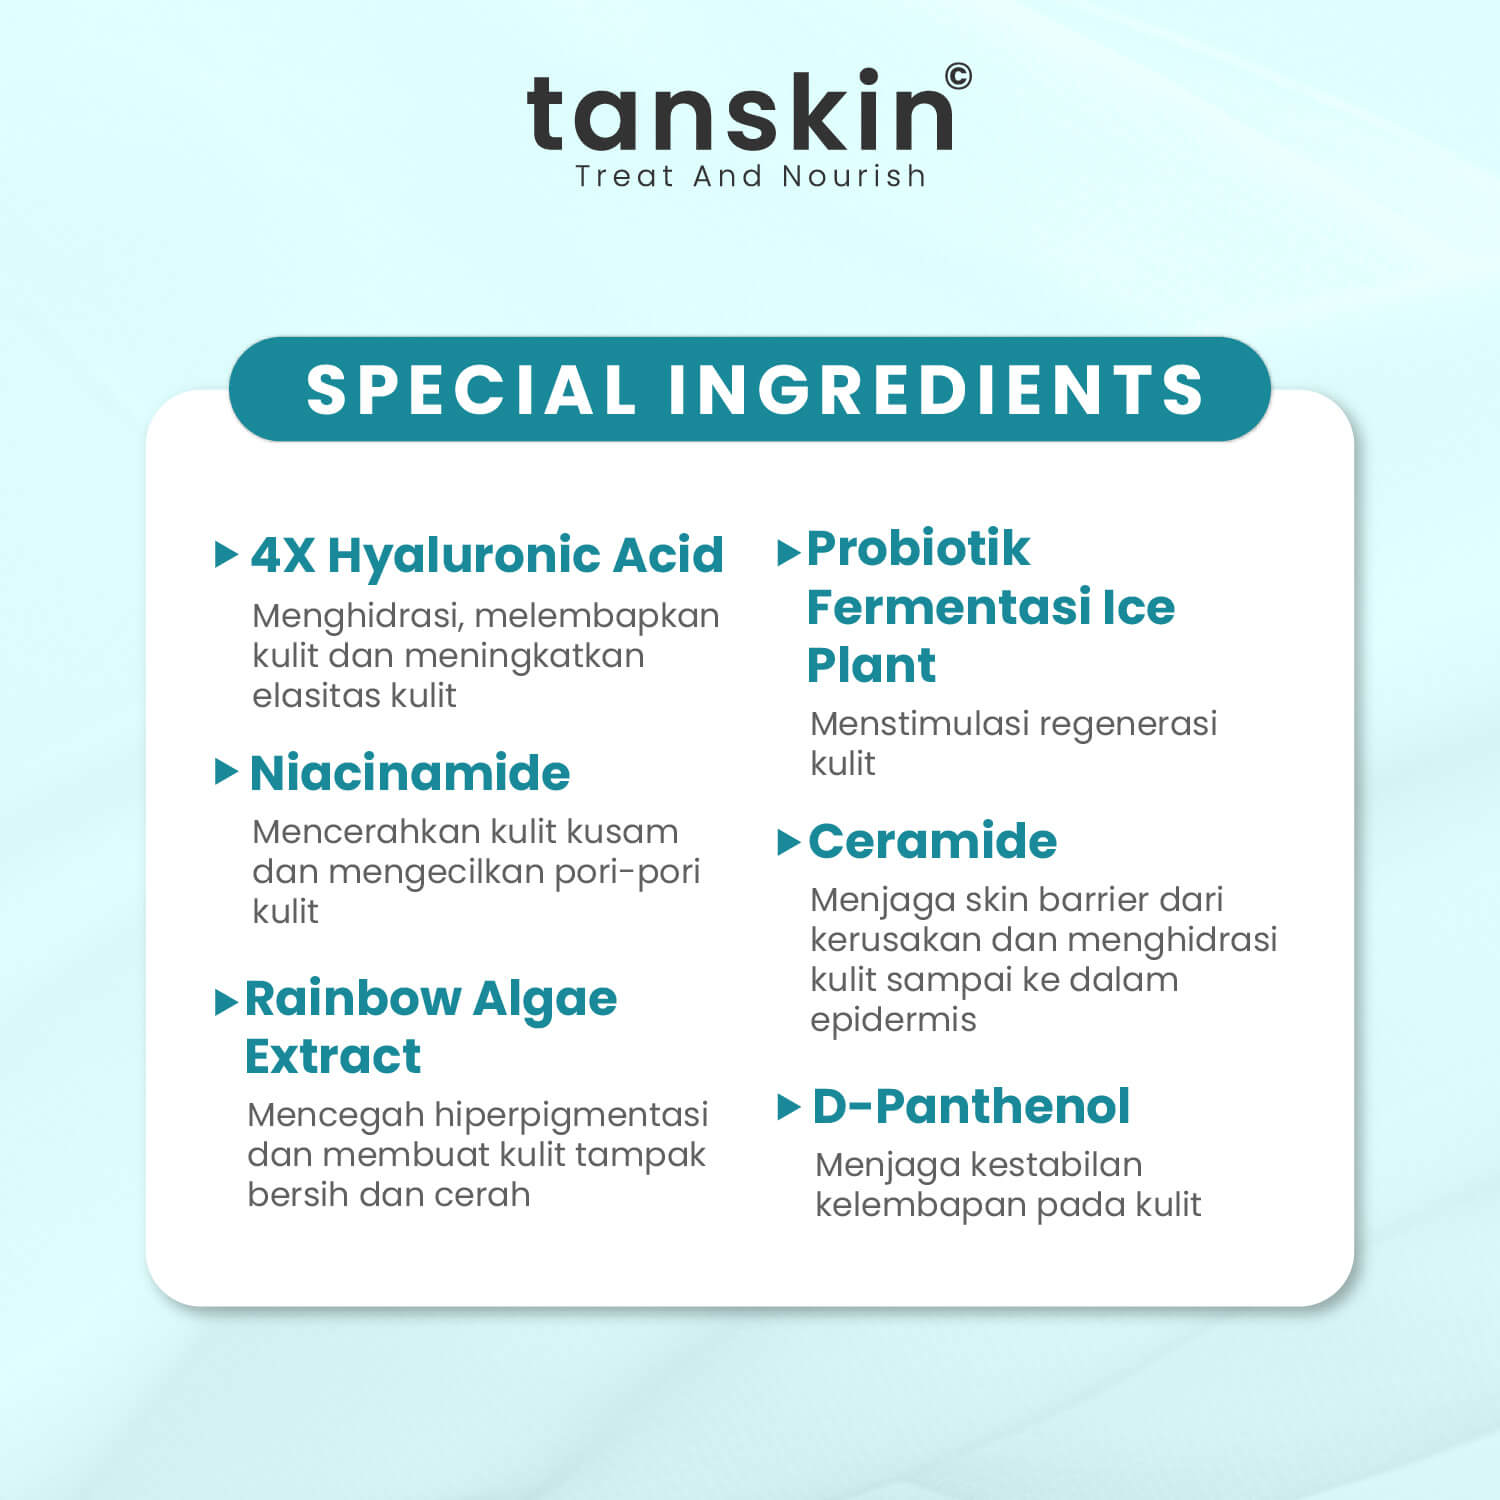 tanskin©
Treat And Nourish
SPECIAL INGREDIENTS
4X Hyaluronic Acid
Menghidrasi, melembapkan
kulit dan meningkatkan
elasitas kulit
Niacinamide
Mencerahkan kulit kusam
dan mengecilkan pori-pori
kulit
Rainbow Algae
Extract
Mencegah hiperpigmentasi
dan membuat kulit tampak
bersih dan cerah
Probiotik
Fermentasi Ice
Plant
Menstimulasi regenerasi
kulit
Ceramide
Menjaga skin barrier dari
kerusakan dan menghidrasi
kulit sampai ke dalam
epidermis
D-Panthenol
Menjaga kestabilan
kelembapan pada kulit